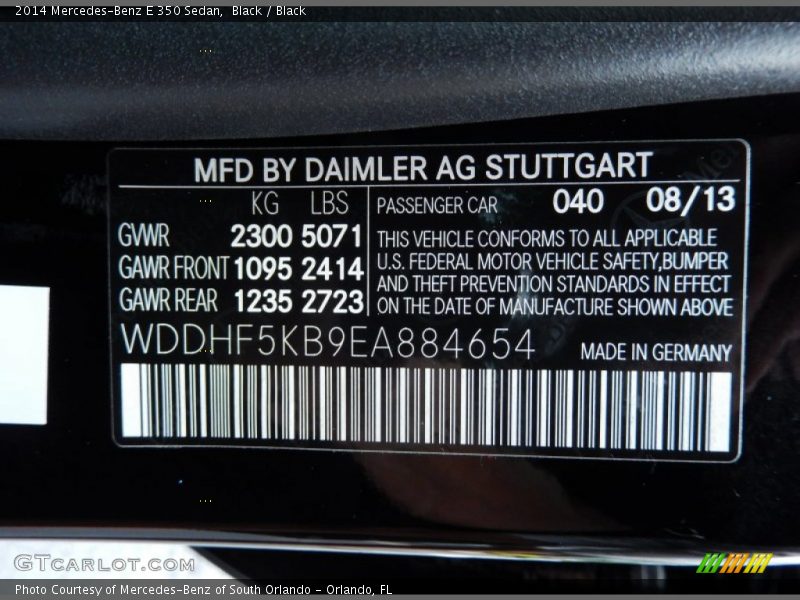 2014 Mercedes-Benz E 350 Sedan, Black / Black
MFD BY DAIMLER AG STUTTGART
KG LBS
GWR 2300 5071
GAWR FRONT 1095 2414
GAWR REAR 1235 2723
PASSENGER CAR 040 08/13
THIS VEHICLE CONFORMS TO ALL APPLICABLE
U.S. FEDERAL MOTOR VEHICLE SAFETY,BUMPER
AND THEFT PREVENTION STANDARDS IN EFFECT
ON THE DATE OF MANUFACTURE SHOWN ABOVE
WDDHF5KB9EA884654
MADE IN GERMANY
GTCARLOT.COM
Photo Courtesy of Mercedes-Benz of South Orlando - Orlando, FL